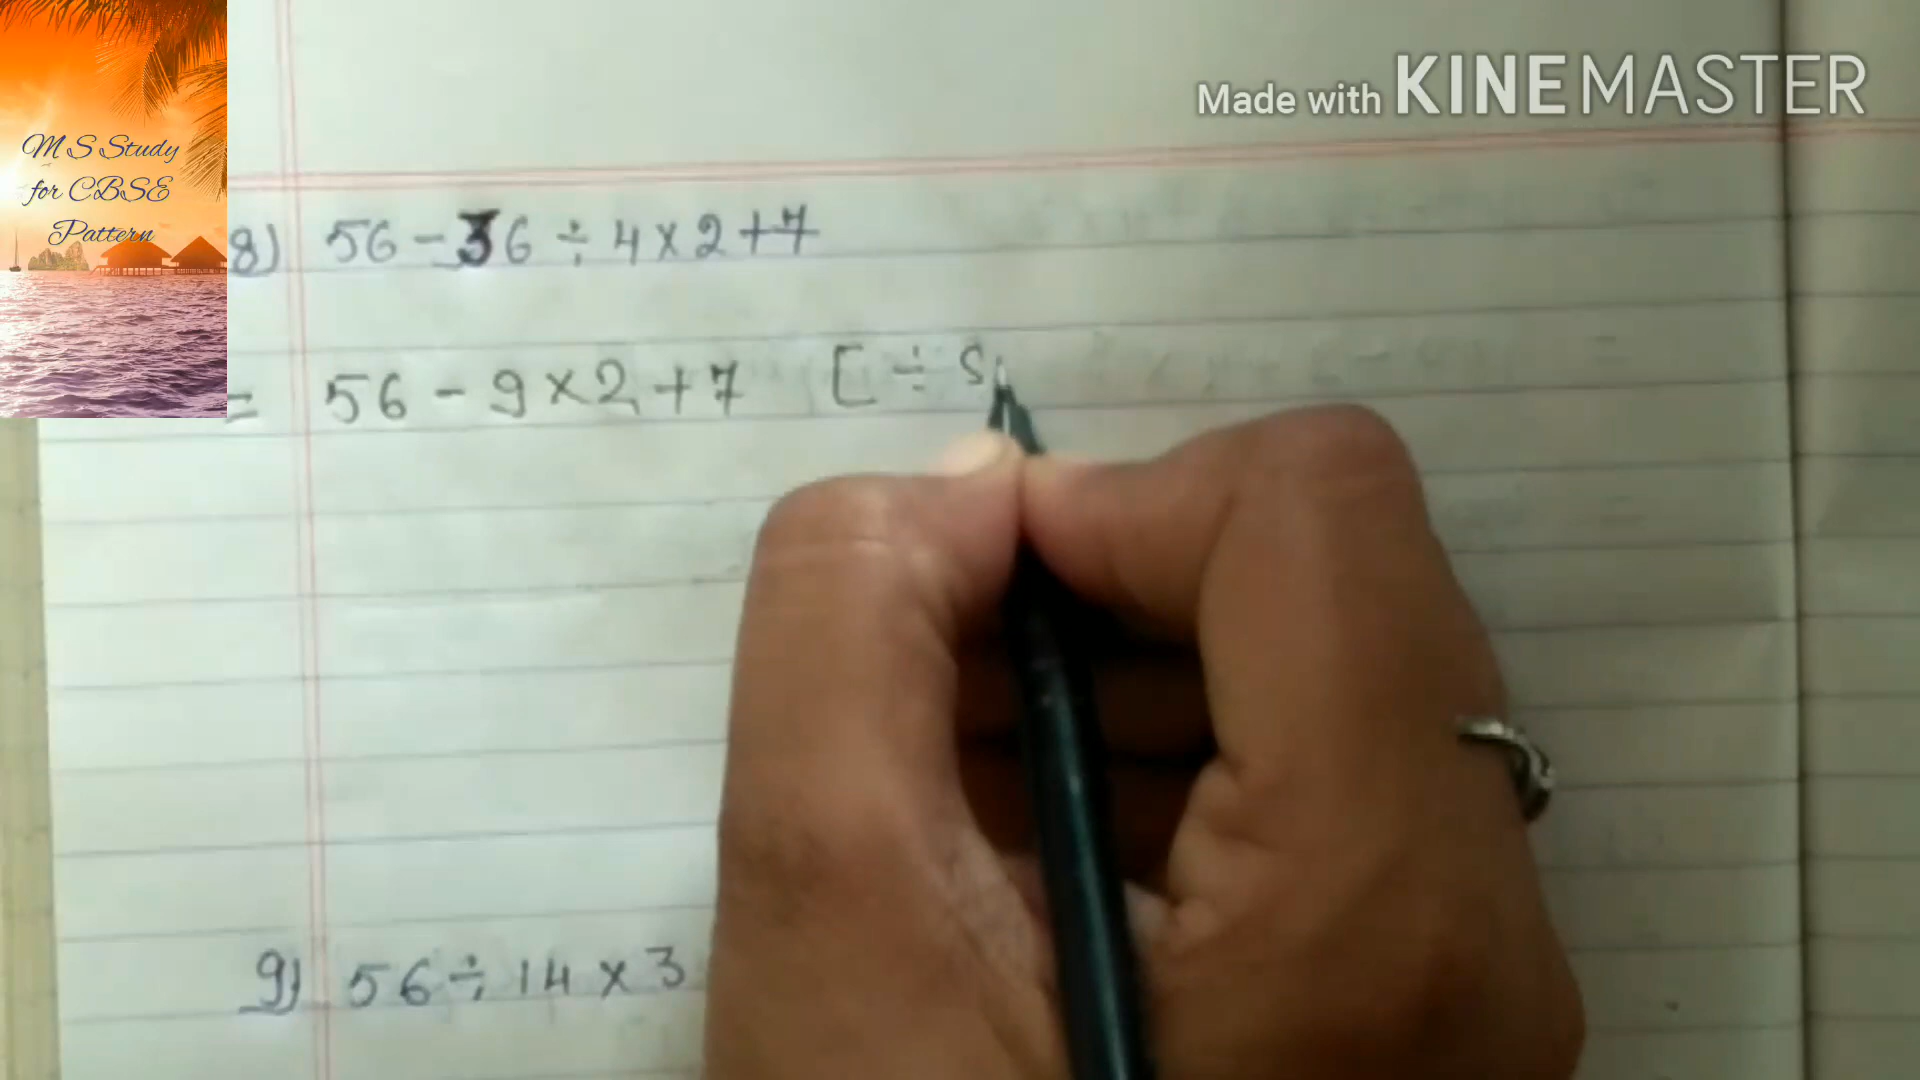 Made with KINEMASTER
M S Study
for CBSE
Pattern
8) 56 - 36 ÷ 4 x 2 + 7
= 56 - 9 x 2 + 7 [ ÷ S
9) 56 ÷ 14 x 3